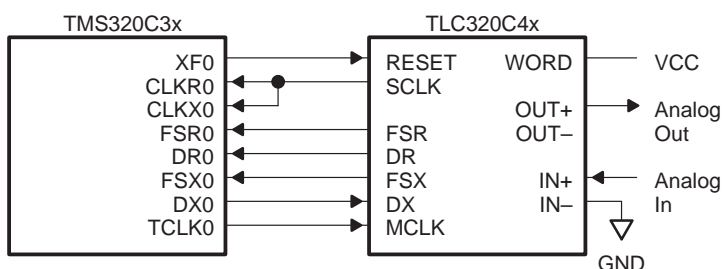 TMS320C3x TLC320C4x
XF0 RESET WORD VCC
CLKR0 SCLK
CLKX0 OUT+ Analog
FSR0 FSR OUT– Out
DR0 DR
FSX0 FSX IN+ Analog
DX0 DX IN– In
TCLK0 MCLK
GND